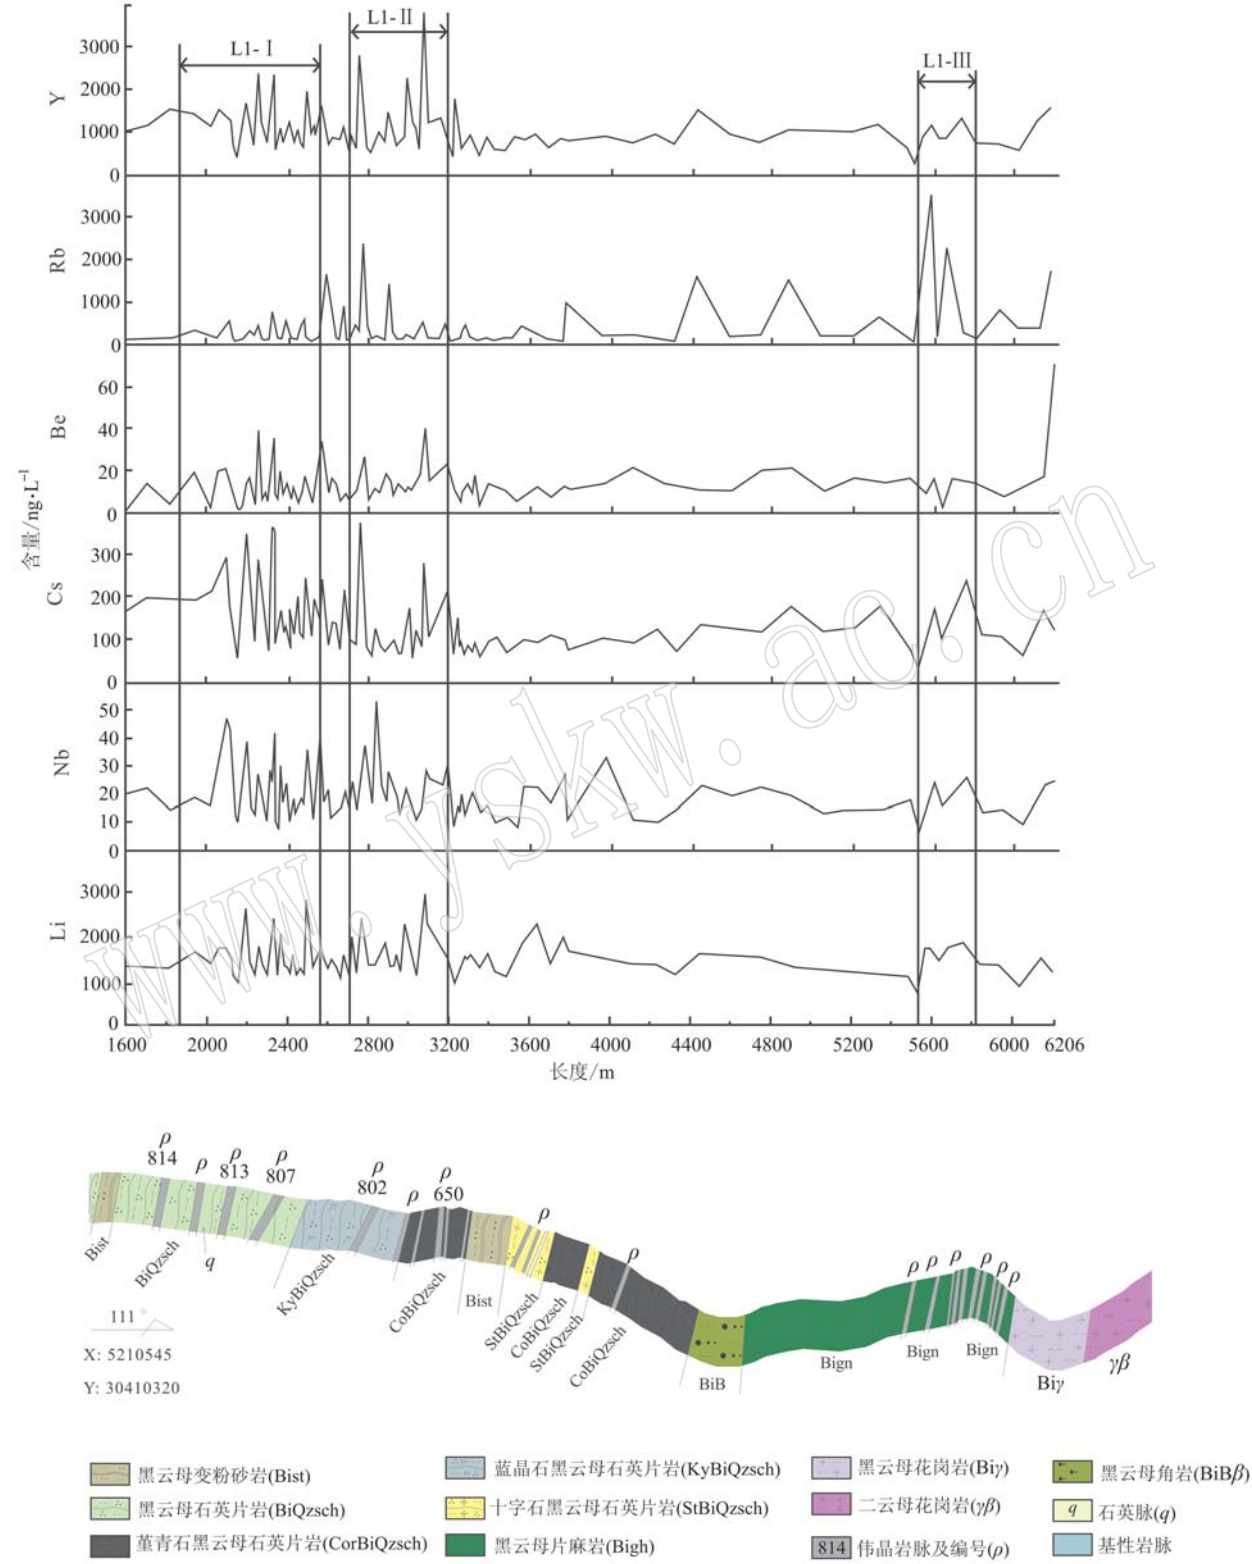 L1-Ⅰ
L1-Ⅱ
L1-Ⅲ
Y
3000
2000
1000
0
Rb
3000
2000
1000
0
Be
60
40
20
0
Cs
300
200
100
0
Nb
50
40
30
20
10
0
Li
3000
2000
1000
0
含量/ng·L⁻¹
1600 2000 2400 2800 3200 3600 4000 4400 4800 5200 5600 6000 6206
长度/m
www.yskw.ac.cn
ρ 814
ρ
ρ 813
ρ 807
ρ 802
ρ
ρ 650
ρ
ρ
ρ ρ ρ ρ ρ ρ
Bist
BiQzsch
q
KyBiQzsch
CoBiQzsch
Bist
StBiQzsch
CoBiQzsch
StBiQzsch
CoBiQzsch
BiB
Bign
Bign
Bign
Biγ
γβ
111°
X: 5210545
Y: 30410320
黑云母变粉砂岩(Bist)
蓝晶石黑云母石英片岩(KyBiQzsch)
黑云母花岗岩(Biγ)
黑云母角岩(BiBβ)
黑云母石英片岩(BiQzsch)
十字石黑云母石英片岩(StBiQzsch)
二云母花岗岩(γβ)
q 石英脉(q)
堇青石黑云母石英片岩(CorBiQzsch)
黑云母片麻岩(Bigh)
814 伟晶岩脉及编号(ρ)
基性岩脉